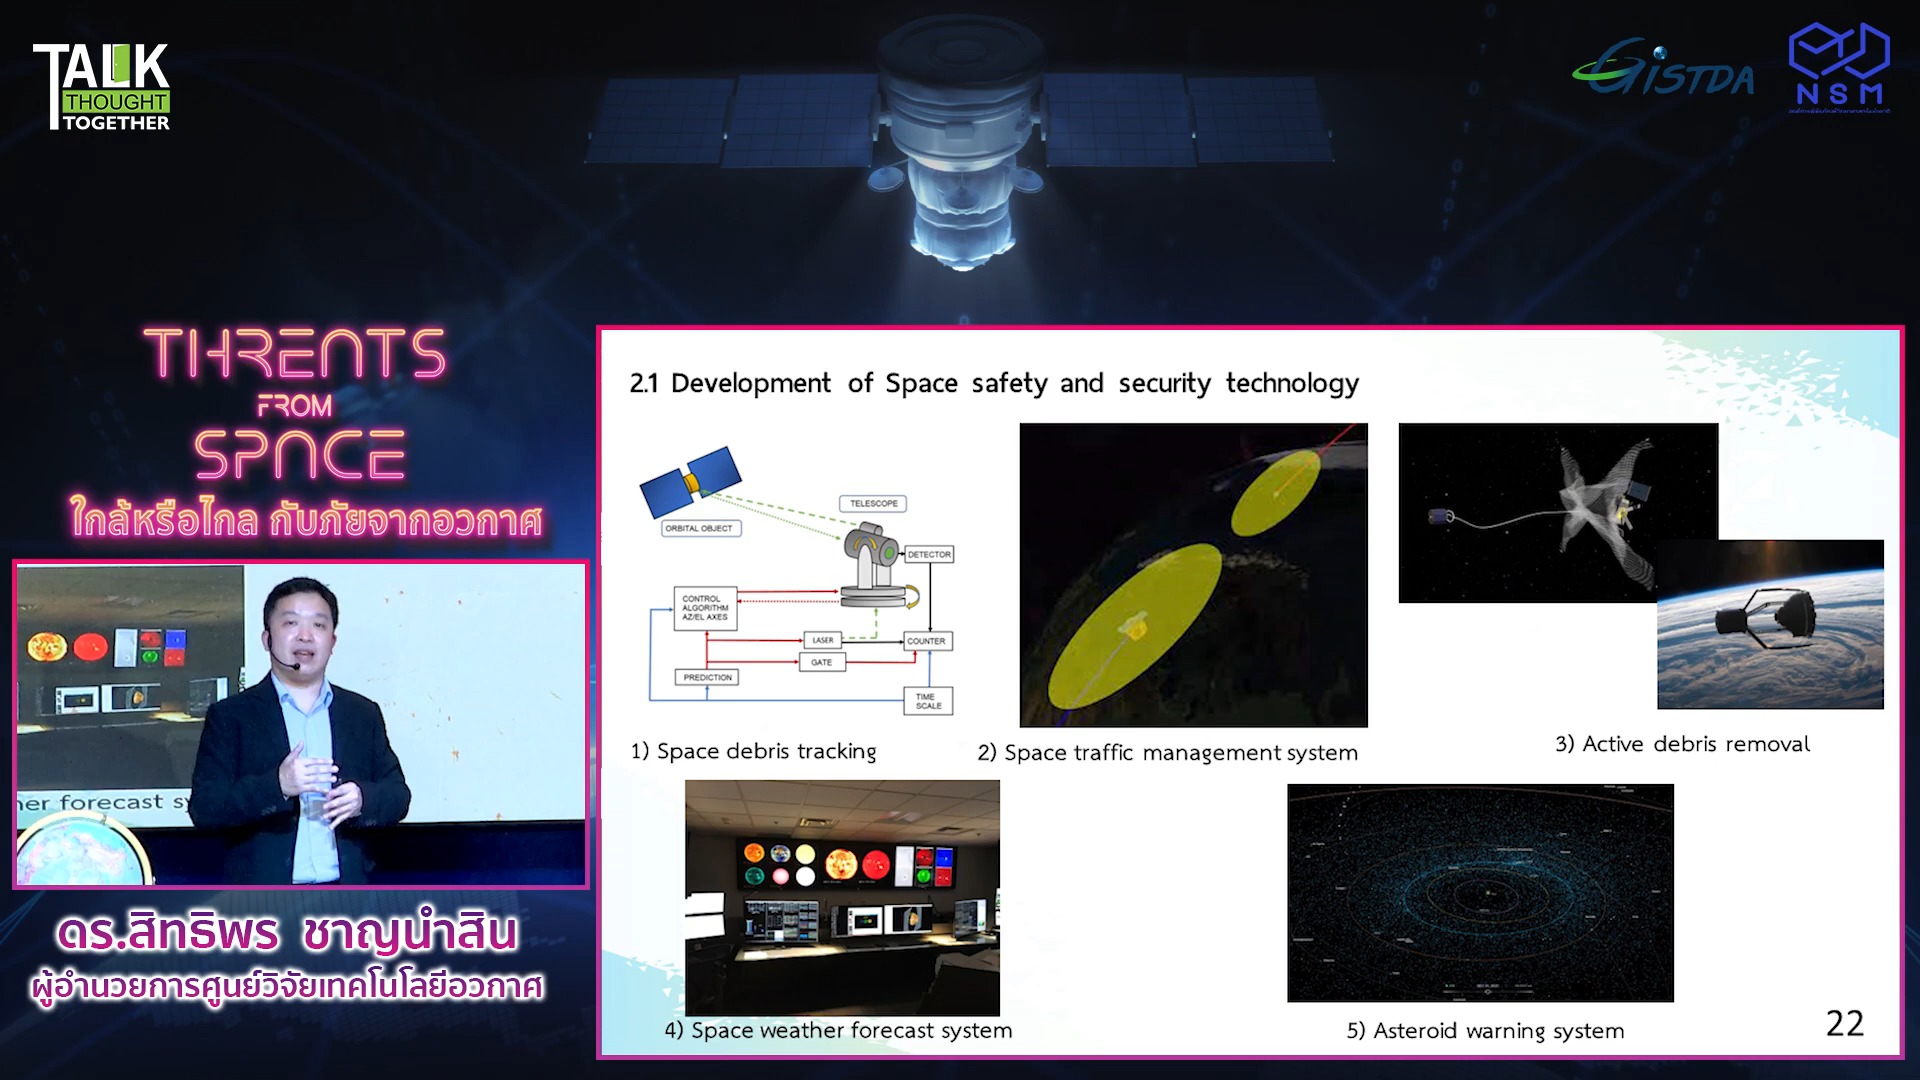 TALK
THOUGHT
TOGETHER
GISTDA
NSM
THREATS
FROM
SPACE
ใกล้หรือไกล กับภัยจากอวกาศ
her forecast sy
ดร.สิทธิพร ชาญนำสิน
ผู้อำนวยการศูนย์วิจัยเทคโนโลยีอวกาศ
2.1 Development of Space safety and security technology
ORBITAL OBJECT
TELESCOPE
DETECTOR
CONTROL
ALGORITHM
AZ/EL AXES
LASER
COUNTER
GATE
PREDICTION
TIME
SCALE
1) Space debris tracking
2) Space traffic management system
3) Active debris removal
4) Space weather forecast system
5) Asteroid warning system
22